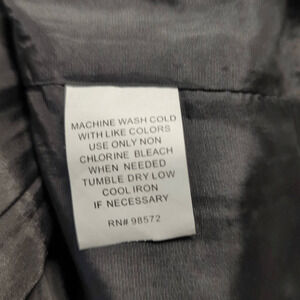 MACHINE WASH COLD
WITH LIKE COLORS
USE ONLY NON
CHLORINE BLEACH
WHEN NEEDED
TUMBLE DRY LOW
COOL IRON
IF NECESSARY
RN# 98572